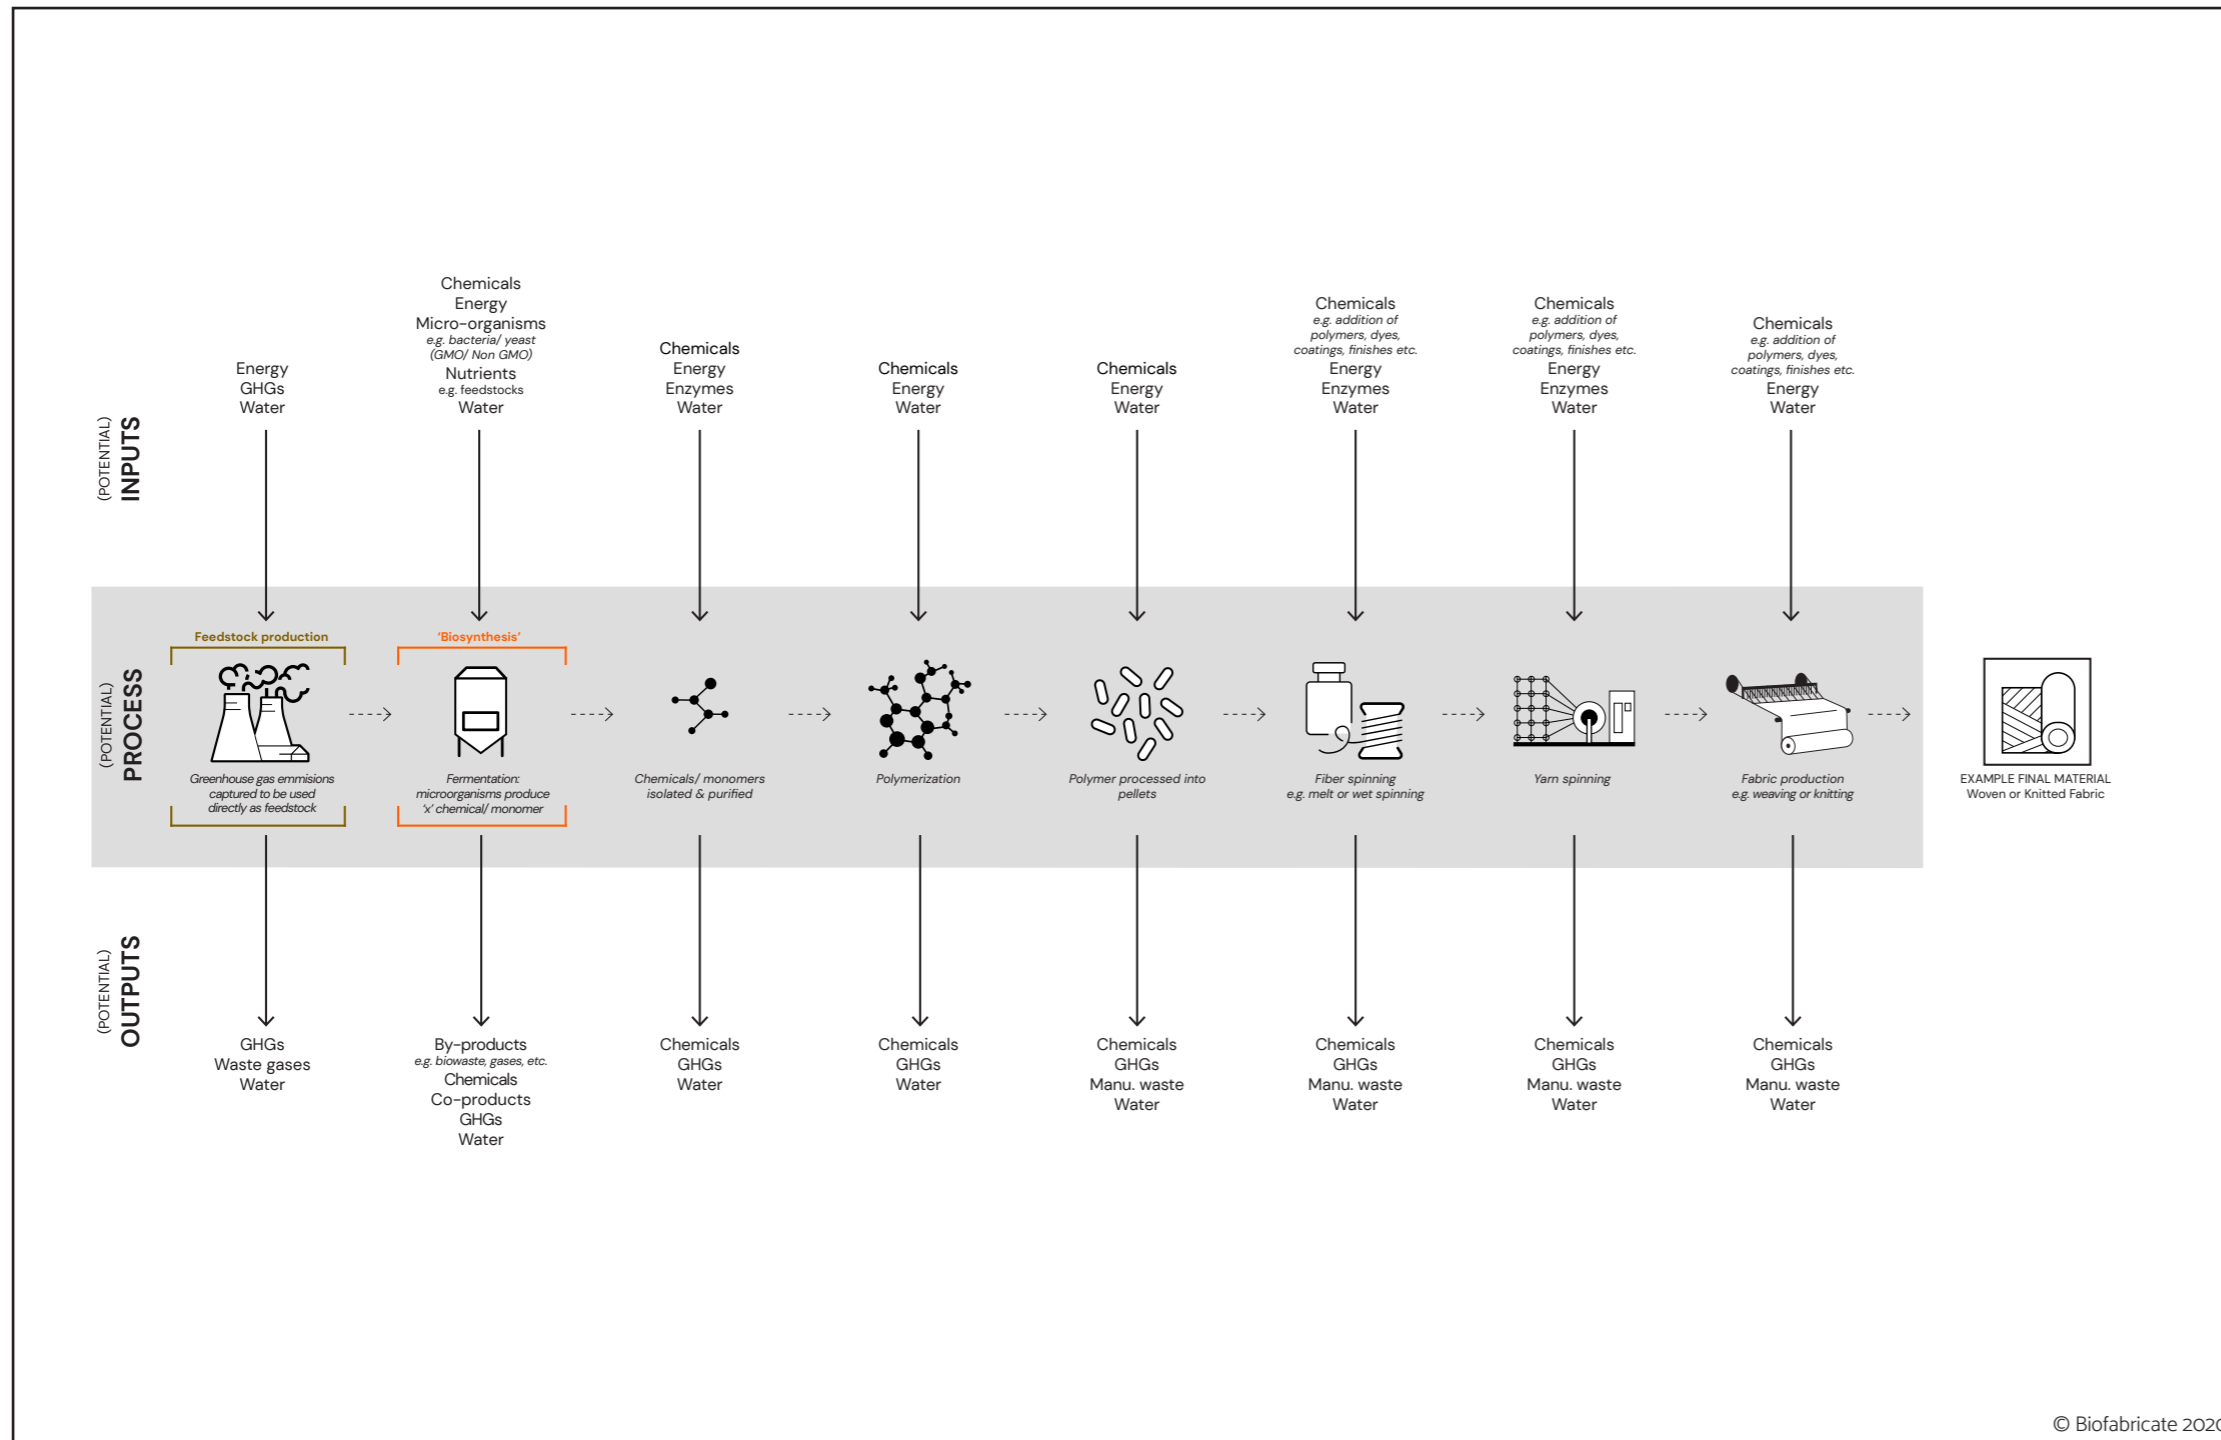 (POTENTIAL)
INPUTS
Energy
GHGs
Water
Chemicals
Energy
Micro-organisms
e.g. bacteria/ yeast
(GMO/ Non GMO)
Nutrients
e.g. feedstocks
Water
Chemicals
Energy
Enzymes
Water
Chemicals
Energy
Water
Chemicals
Energy
Water
Chemicals
e.g. addition of
polymers, dyes,
coatings, finishes etc.
Energy
Enzymes
Water
Chemicals
e.g. addition of
polymers, dyes,
coatings, finishes etc.
Energy
Enzymes
Water
Chemicals
e.g. addition of
polymers, dyes,
coatings, finishes etc.
Energy
Water
(POTENTIAL)
PROCESS
Feedstock production
Greenhouse gas emmisions
captured to be used
directly as feedstock
'Biosynthesis'
Fermentation:
microorganisms produce
'x' chemical/ monomer
Chemicals/ monomers
isolated & purified
Polymerization
Polymer processed into
pellets
Fiber spinning
e.g. melt or wet spinning
Yarn spinning
Fabric production
e.g. weaving or knitting
EXAMPLE FINAL MATERIAL
Woven or Knitted Fabric
(POTENTIAL)
OUTPUTS
GHGs
Waste gases
Water
By-products
e.g. biowaste, gases, etc.
Chemicals
Co-products
GHGs
Water
Chemicals
GHGs
Water
Chemicals
GHGs
Water
Chemicals
GHGs
Manu. waste
Water
Chemicals
GHGs
Manu. waste
Water
Chemicals
GHGs
Manu. waste
Water
Chemicals
GHGs
Manu. waste
Water
© Biofabricate 2020